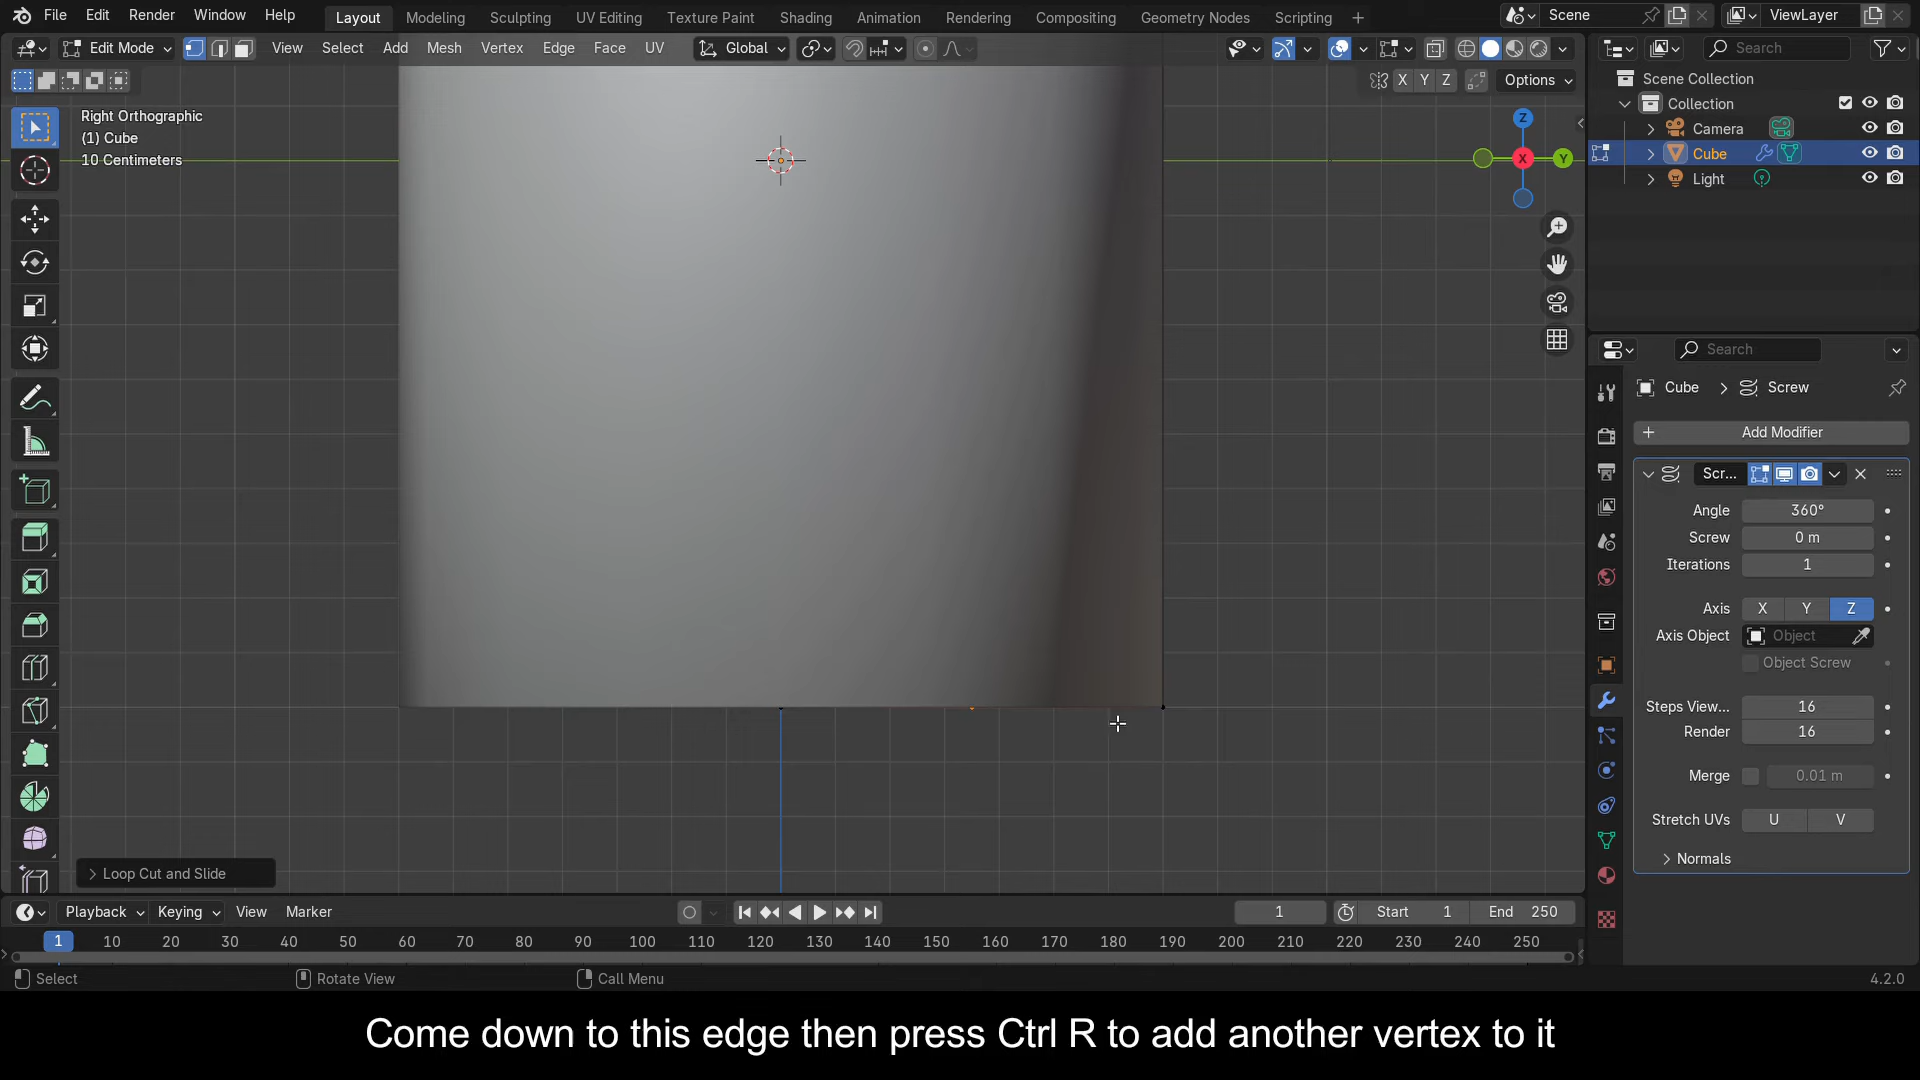 File Edit Render Window Help Layout Modeling Sculpting UV Editing Texture Paint Shading Animation Rendering Compositing Geometry Nodes Scripting + Scene ViewLayer
Edit Mode View Select Add Mesh Vertex Edge Face UV Global Search
X Y Z Options
Right Orthographic
(1) Cube
10 Centimeters
Z
X
Y
Scene Collection
Collection
Camera
Cube
Light
Search
Cube > Screw
+ Add Modifier
Scr...
Angle 360°
Screw 0 m
Iterations 1
Axis X Y Z
Axis Object Object
Object Screw
Steps View... 16
Render 16
Merge 0.01 m
Stretch UVs U V
> Normals
> Loop Cut and Slide
Playback Keying View Marker 1 Start 1 End 250
1 10 20 30 40 50 60 70 80 90 100 110 120 130 140 150 160 170 180 190 200 210 220 230 240 250
Select Rotate View Call Menu 4.2.0
Come down to this edge then press Ctrl R to add another vertex to it